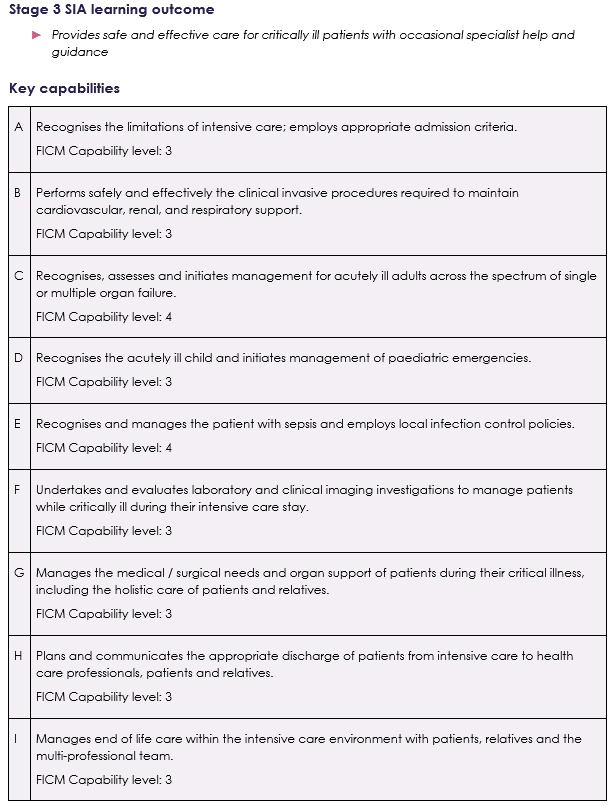 Stage 3 SIA learning outcome
Provides safe and effective care for critically ill patients with occasional specialist help and
guidance
Key capabilities
A Recognises the limitations of intensive care; employs appropriate admission criteria.
FICM Capability level: 3
B Performs safely and effectively the clinical invasive procedures required to maintain
cardiovascular, renal, and respiratory support.
FICM Capability level: 3
C Recognises, assesses and initiates management for acutely ill adults across the spectrum of single
or multiple organ failure.
FICM Capability level: 4
D Recognises the acutely ill child and initiates management of paediatric emergencies.
FICM Capability level: 3
E Recognises and manages the patient with sepsis and employs local infection control policies.
FICM Capability level: 4
F Undertakes and evaluates laboratory and clinical imaging investigations to manage patients
while critically ill during their intensive care stay.
FICM Capability level: 3
G Manages the medical / surgical needs and organ support of patients during their critical illness,
including the holistic care of patients and relatives.
FICM Capability level: 3
H Plans and communicates the appropriate discharge of patients from intensive care to health
care professionals, patients and relatives.
FICM Capability level: 3
I Manages end of life care within the intensive care environment with patients, relatives and the
multi-professional team.
FICM Capability level: 3